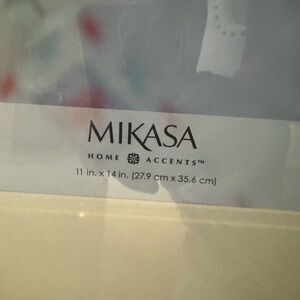 MIKASA
HOME ACCENTS™
11 in. x 14 in. (27.9 cm x 35.6 cm)